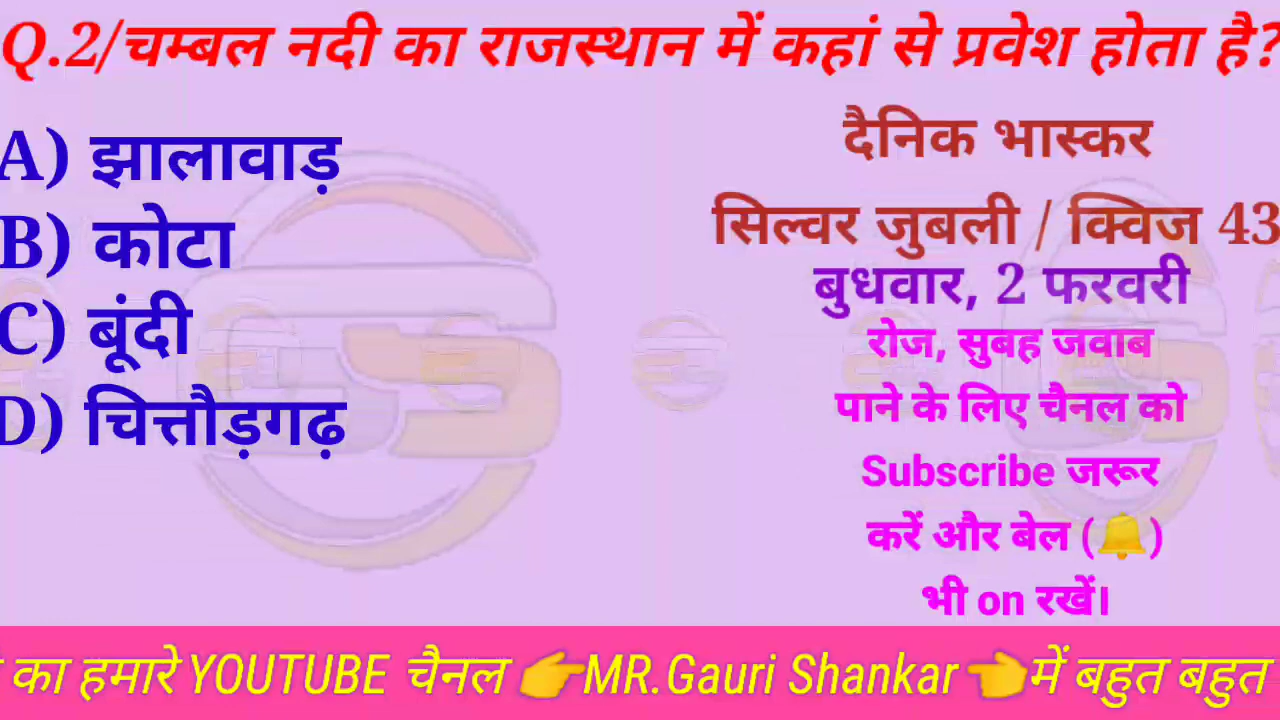 Q.2/चम्बल नदी का राजस्थान में कहां से प्रवेश होता है?
A) झालावाड़
B) कोटा
C) बूंदी
D) चित्तौड़गढ़
दैनिक भास्कर
सिल्वर जुबली / क्विज 43
बुधवार, 2 फरवरी
रोज, सुबह जवाब
पाने के लिए चैनल को
Subscribe जरूर
करें और बेल (🔔)
भी on रखें।
का हमारे YOUTUBE चैनल 👉MR.Gauri Shankar👈में बहुत बहुत